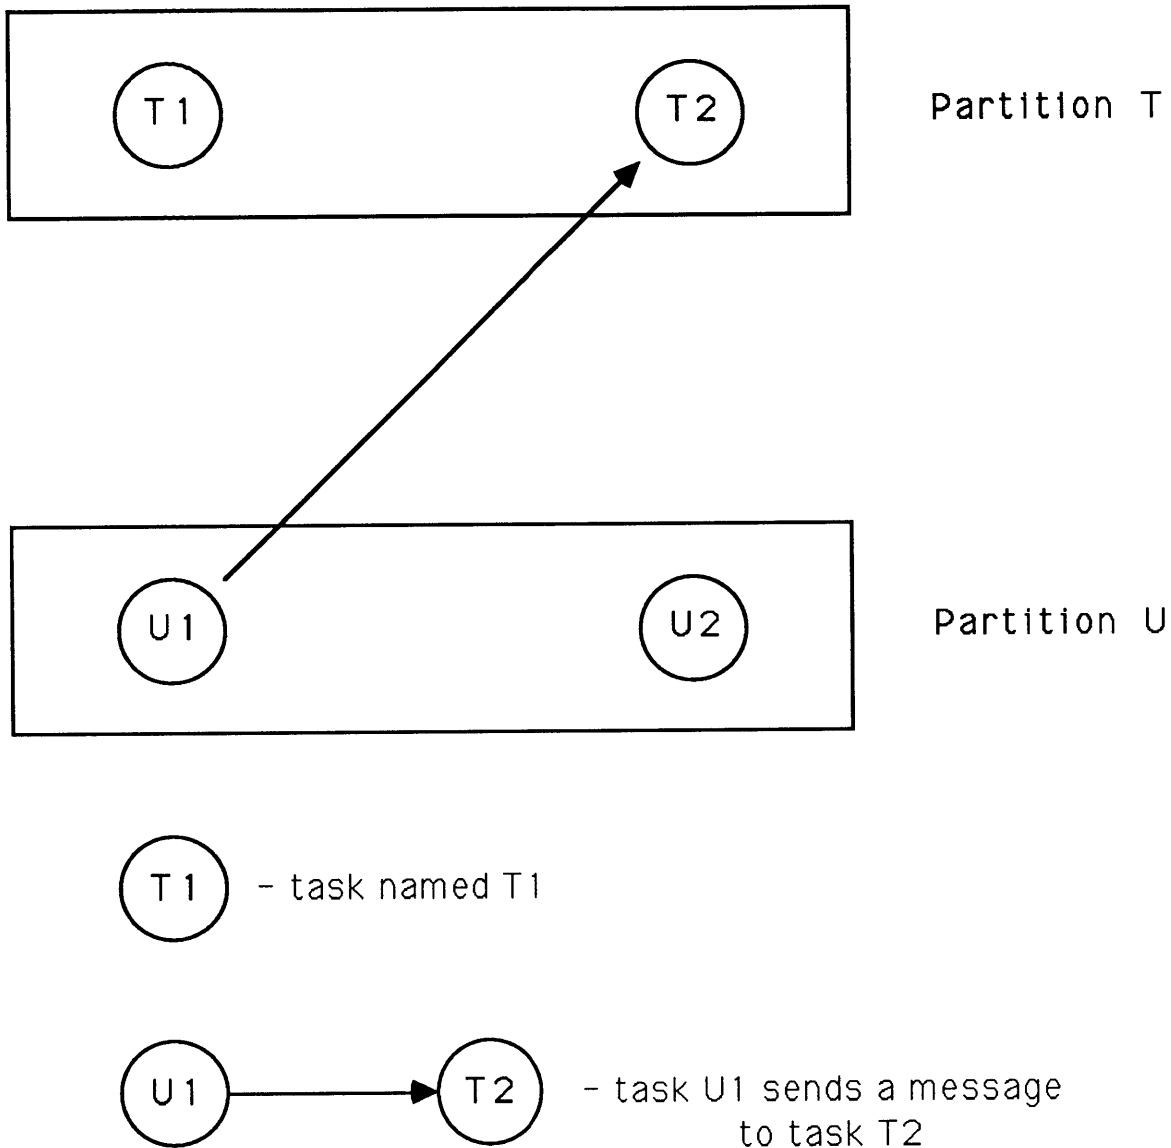 T1
T2
Partition T
U1
U2
Partition U
T1 - task named T1
U1
T2 - task U1 sends a message
to task T2